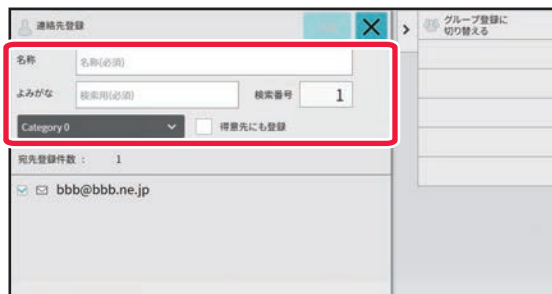 連絡先登録
グループ登録に
切り替える
名称 名称(必須)
よみがな 検索用(必須) 検索番号 1
Category 0 得意先にも登録
宛先登録件数 : 1
bbb@bbb.ne.jp